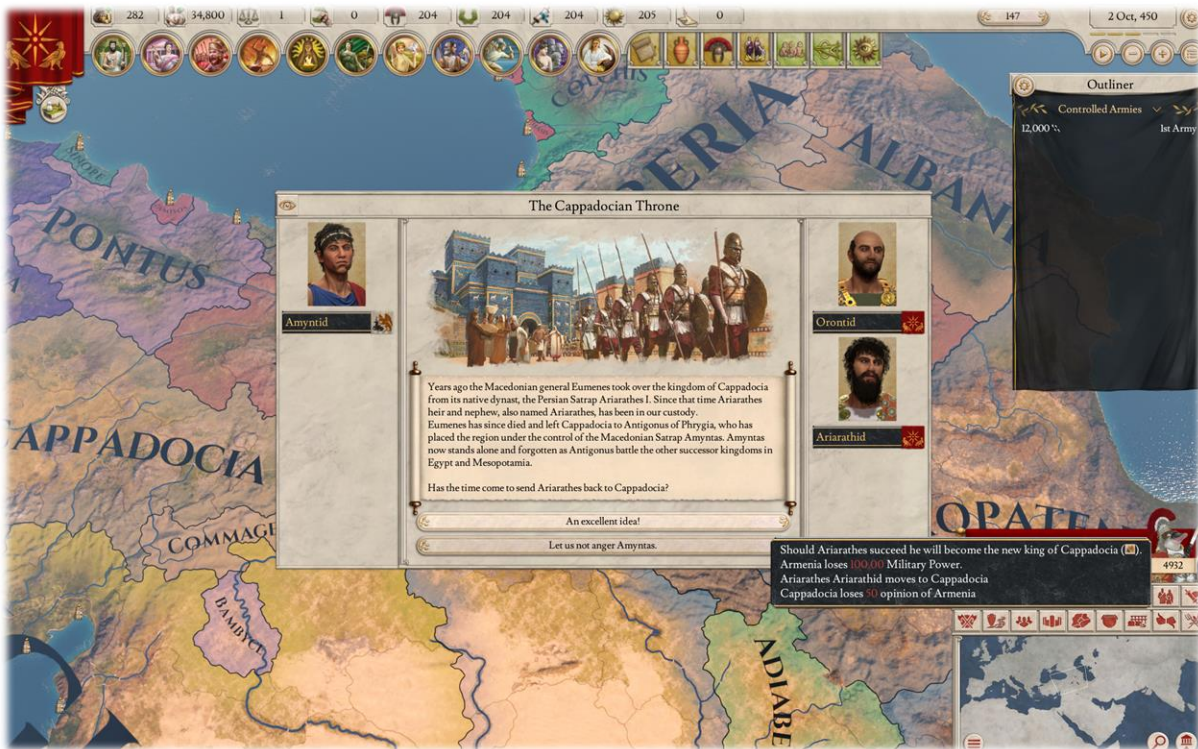 282
34,800
1
0
204
204
204
205
0
147
2 Oct, 450
COLCHIS
IBERIA
ALBANIA
Outliner
Controlled Armies
12,000
1st Army
SINOPE
PONTUS
CAPPADOCIA
COMMAGE
BAMBYCE
ADIABE
OPATEN
The Cappadocian Throne
Amyntid
Orontid
Ariarathid
Years ago the Macedonian general Eumenes took over the kingdom of Cappadocia
from its native dynast, the Persian Satrap Ariarathes I. Since that time Ariarathes
heir and nephew, also named Ariarathes, has been in our custody.
Eumenes has since died and left Cappadocia to Antigonus of Phrygia, who has
placed the region under the control of the Macedonian Satrap Amyntas. Amyntas
now stands alone and forgotten as Antigonus battle the other successor kingdoms in
Egypt and Mesopotamia.
Has the time come to send Ariarathes back to Cappadocia?
An excellent idea!
Let us not anger Amyntas.
Should Ariarathes succeed he will become the new king of Cappadocia ( ).
Armenia loses 100.00 Military Power.
Ariarathes Ariarathid moves to Cappadocia
Cappadocia loses 50 opinion of Armenia
4932